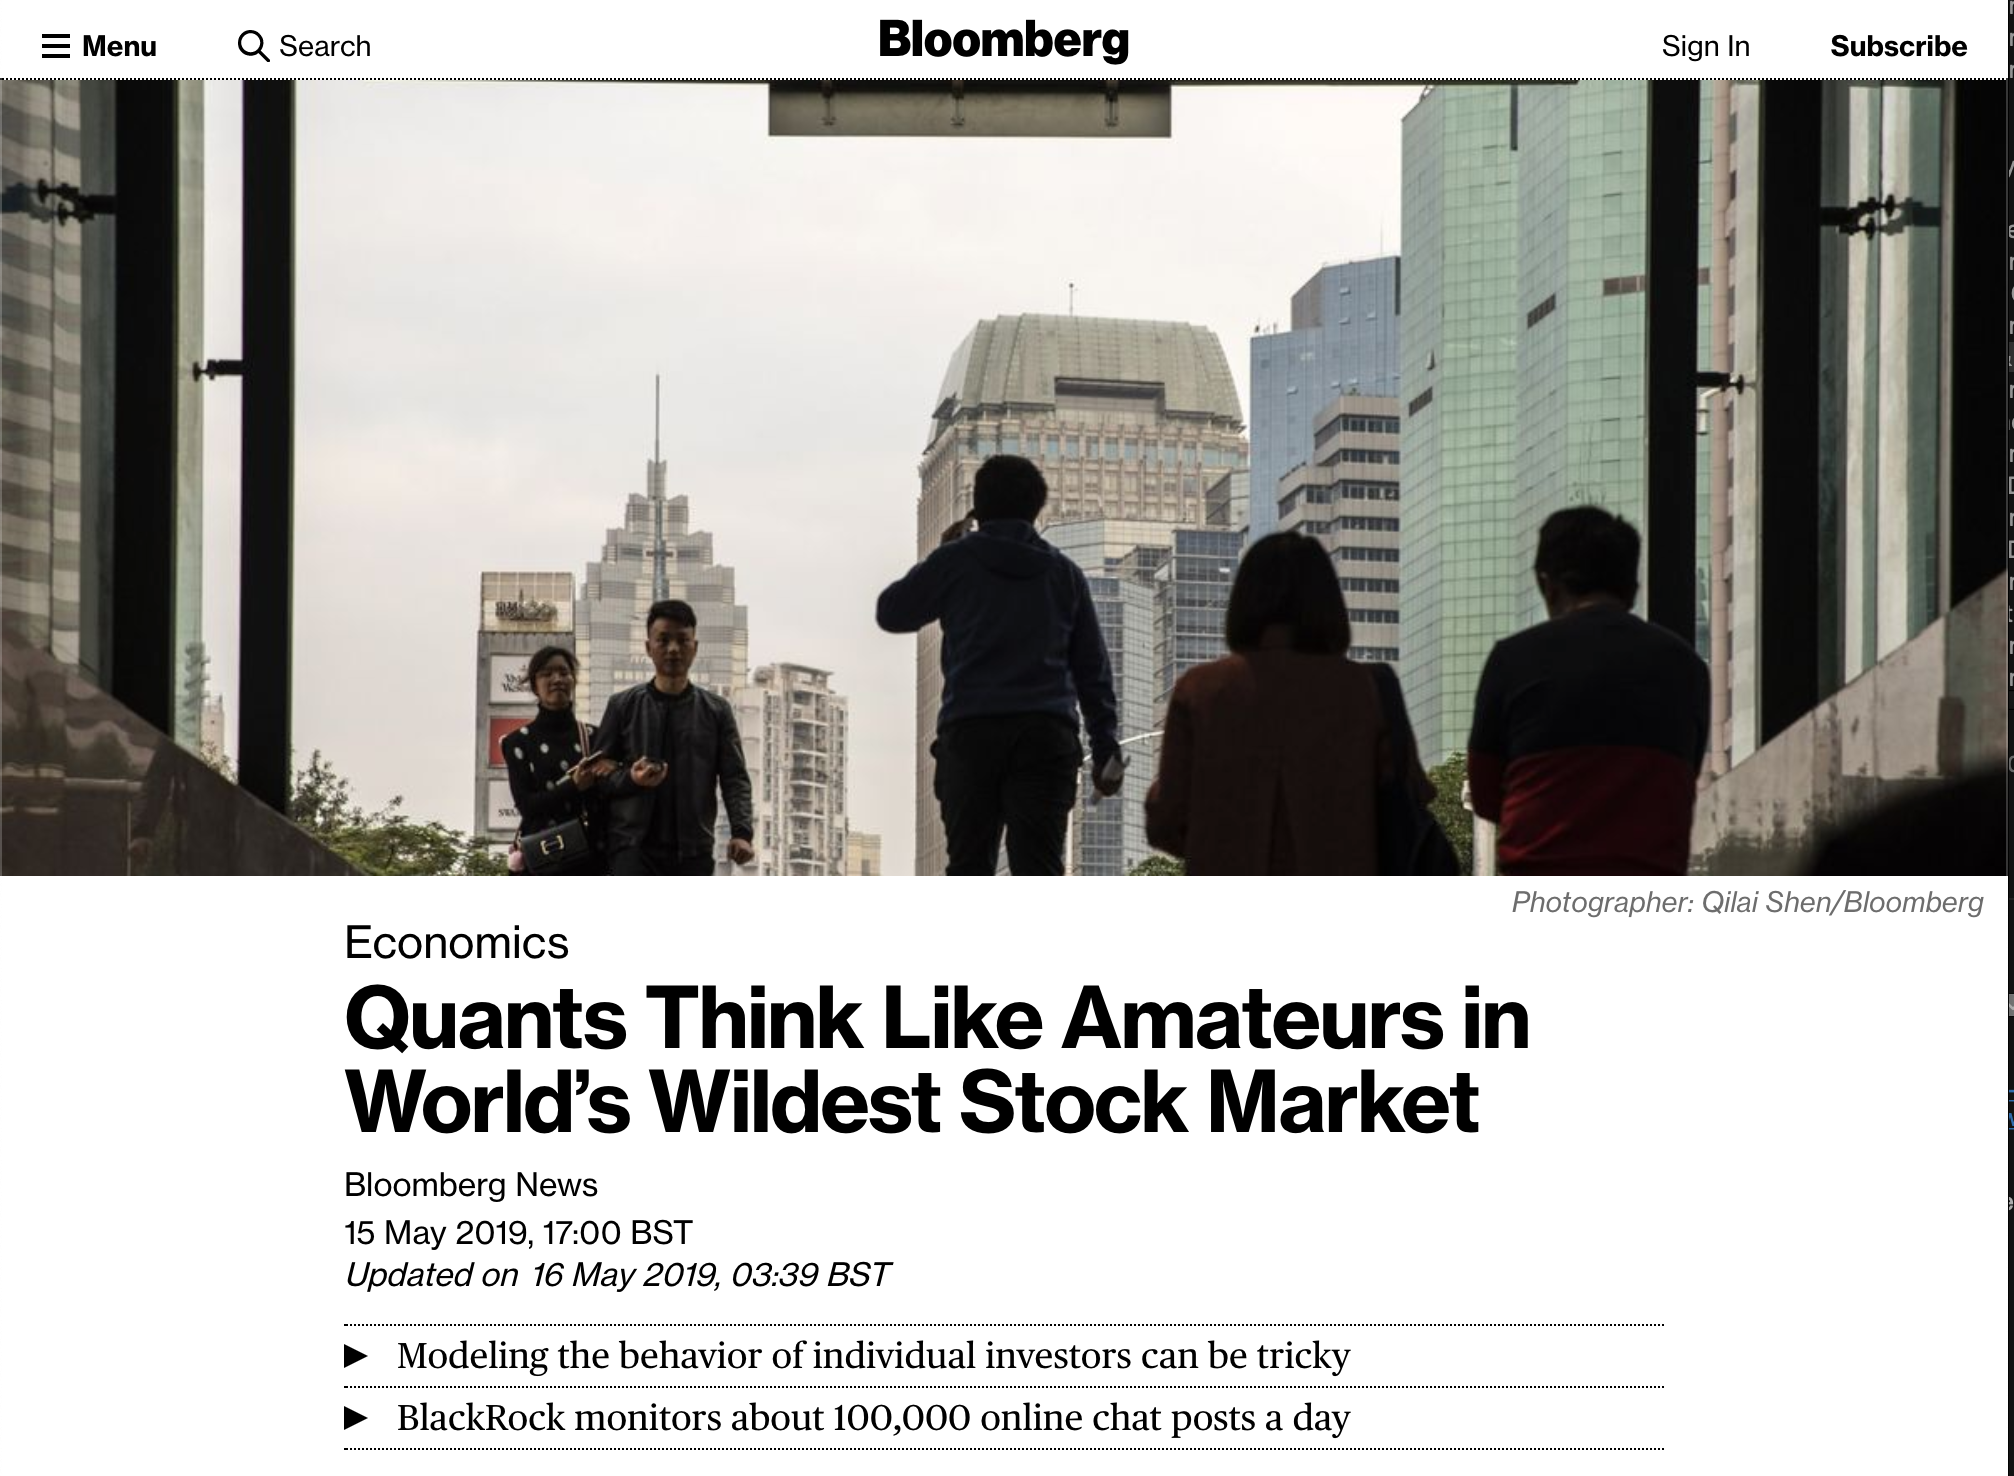 Menu
Search
Bloomberg
Sign In
Subscribe
Photographer: Qilai Shen/Bloomberg
Economics
Quants Think Like Amateurs in
World’s Wildest Stock Market
Bloomberg News
15 May 2019, 17:00 BST
Updated on 16 May 2019, 03:39 BST
Modeling the behavior of individual investors can be tricky
BlackRock monitors about 100,000 online chat posts a day